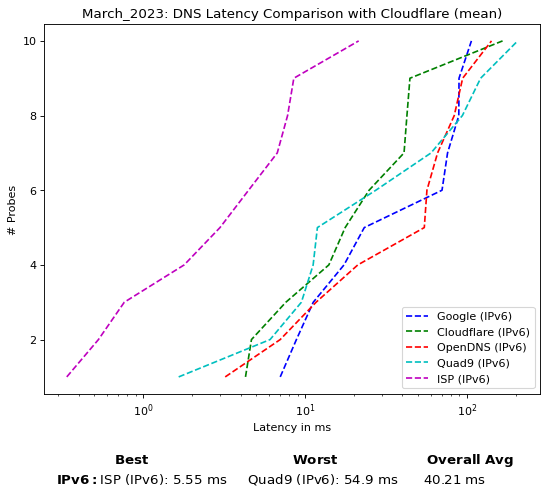 March_2023: DNS Latency Comparison with Cloudflare (mean)
10
8
6
4
2
# Probes
10⁰
10¹
10²
Latency in ms
Google (IPv6)
Cloudflare (IPv6)
OpenDNS (IPv6)
Quad9 (IPv6)
ISP (IPv6)
Best Worst Overall Avg
IPv6: ISP (IPv6): 5.55 ms Quad9 (IPv6): 54.9 ms 40.21 ms